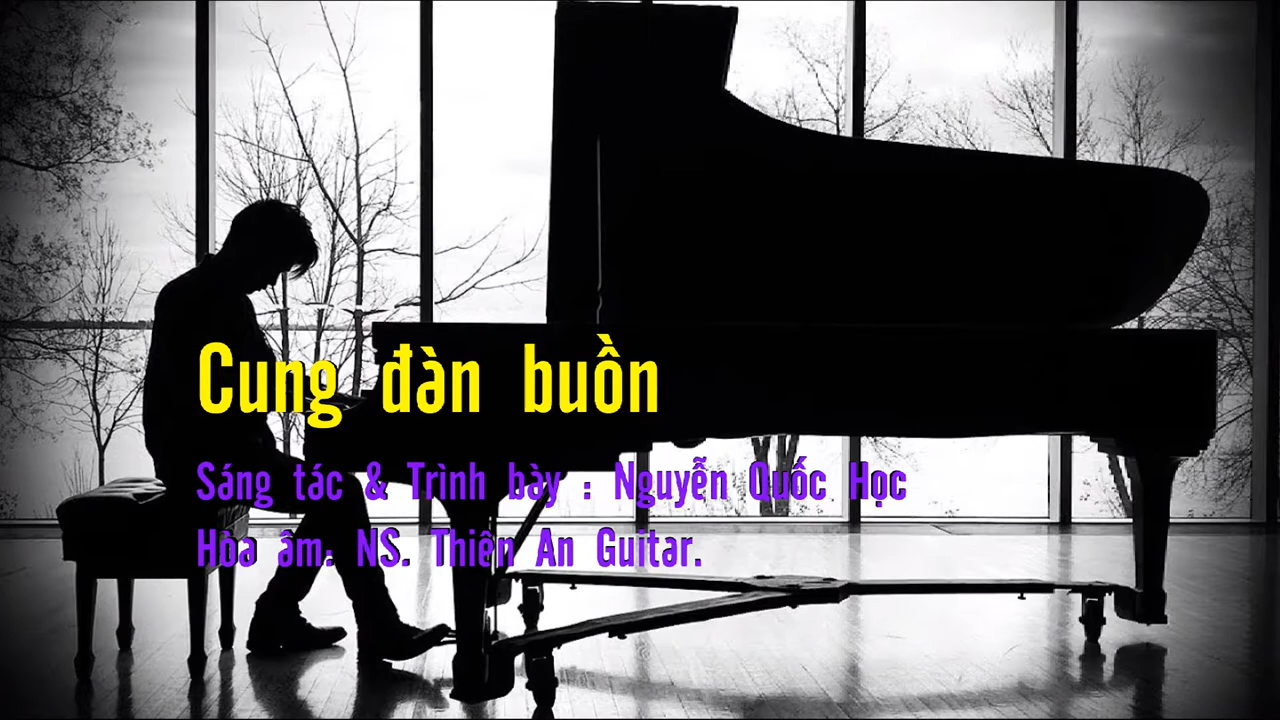 Cung đàn buồn
Sáng tác & Trình bày : Nguyễn Quốc Học
Hòa âm: NS. Thiên An Guitar.